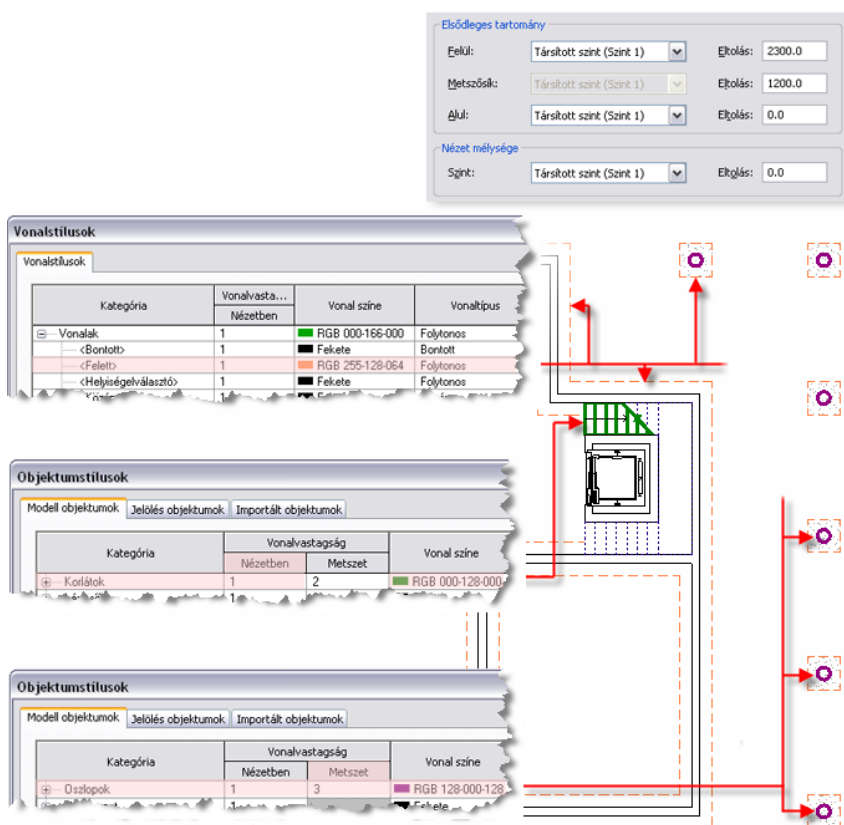 Elsődleges tartomány
Felül: Társított szint (Szint 1) Eltolás: 2300.0
Metszősík: Társított szint (Szint 1) Eltolás: 1200.0
Alul: Társított szint (Szint 1) Eltolás: 0.0
Nézet mélysége
Szint: Társított szint (Szint 1) Eltolás: 0.0
Vonalstílusok
Vonalstílusok
Kategória Vonalvasta... Vonal színe Vonaltípus
Nézetben
Vonalak 1 RGB 000-166-000 Folytonos
<Bontott> 1 Fekete Bontott
<Felett> 1 RGB 255-128-064 Folytonos
<Helyiségelválasztó> 1 Fekete Folytonos
Objektumstílusok
Modell objektumok Jelölés objektumok Importált objektumok
Kategória Vonalvastagság Vonal színe
Nézetben Metszet
Korlátok 1 2 RGB 000-128-000
Objektumstílusok
Modell objektumok Jelölés objektumok Importált objektumok
Kategória Vonalvastagság Vonal színe
Nézetben Metszet
Oszlopok 1 3 RGB 128-000-128
Fekete